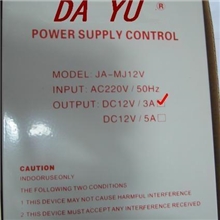 DA YU ®
POWER SUPPLY CONTROL
MODEL: JA-MJ12V
INPUT: AC220V / 50Hz
OUTPUT: DC12V / 3A
DC12V / 5A
CAUTION
INDOORUSEONLY
THE FOLLOWING TWO CONDITIONS
1 THIS DEVICE MAY NOT CAUSE HARMFUL INTERFERENCE
2 THIS DEVICE MUST ACCEPT ANY INTERFERENCE